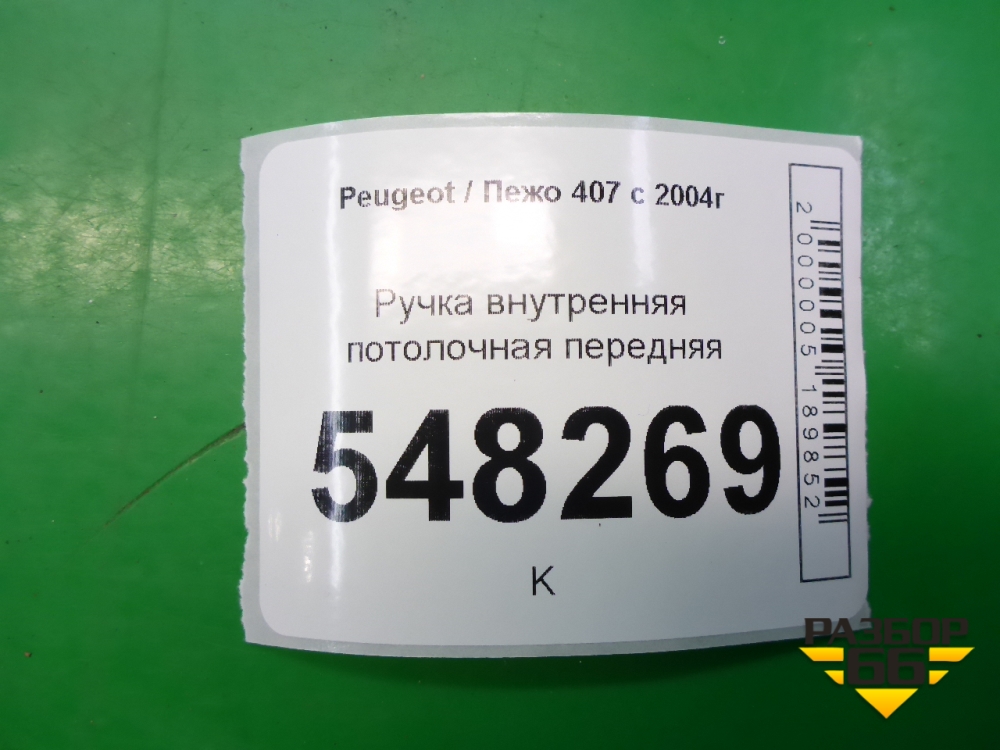 Peugeot / Пежо 407 с 2004г
Ручка внутренняя
потолочная передняя
548269
К
2000005189852
РАЗБОР
66